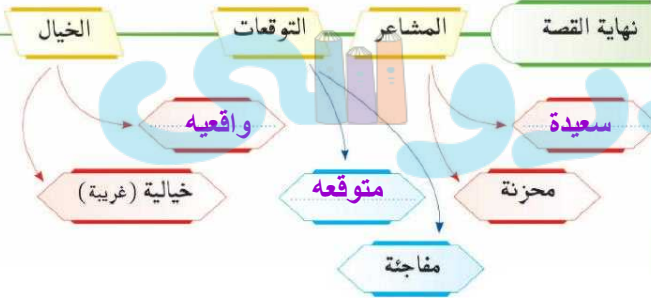 نهاية القصة
المشاعر
التوقعات
الخيال
سعيدة
واقعيه
محزنة
متوقعه
خيالية (غريبة)
مفاجئة